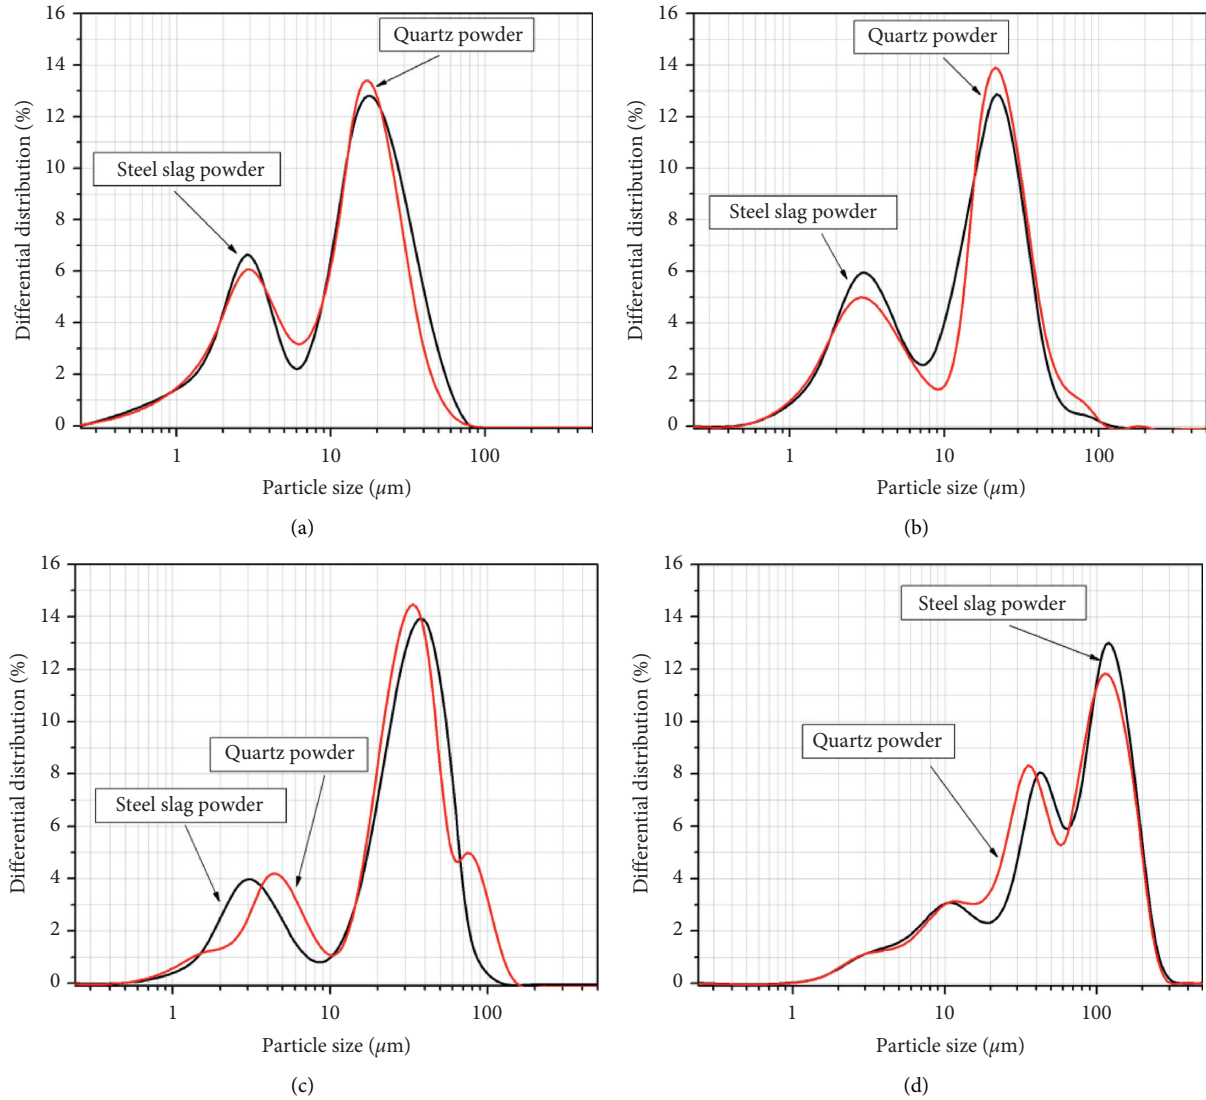 16
14
12
10
8
6
4
2
0
Differential distribution (%)
Quartz powder
Steel slag powder
1
10
100
Particle size (μm)
(a)
16
14
12
10
8
6
4
2
0
Differential distribution (%)
Quartz powder
Steel slag powder
1
10
100
Particle size (μm)
(b)
16
14
12
10
8
6
4
2
0
Differential distribution (%)
Quartz powder
Steel slag powder
1
10
100
Particle size (μm)
(c)
16
14
12
10
8
6
4
2
0
Differential distribution (%)
Steel slag powder
Quartz powder
1
10
100
Particle size (μm)
(d)